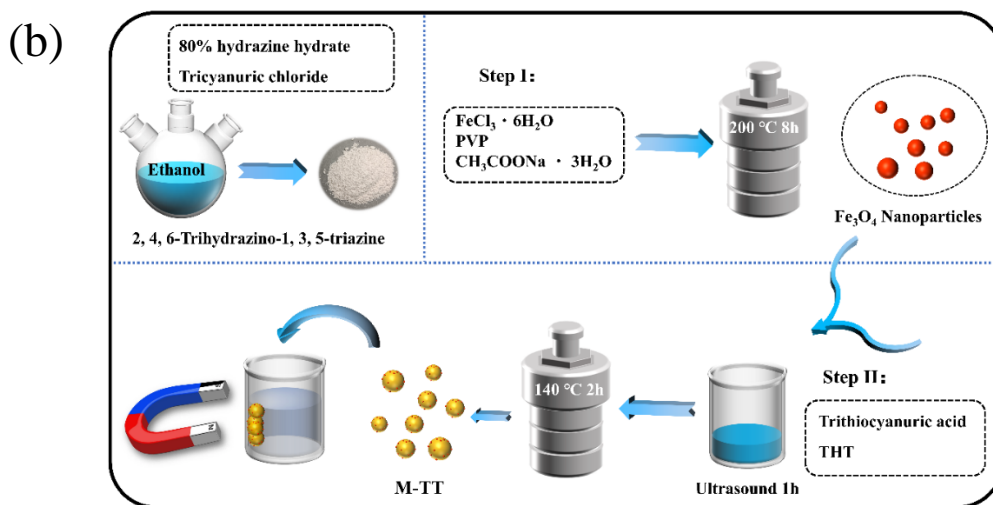 (b)
80% hydrazine hydrate
Tricyanuric chloride
Ethanol
2, 4, 6-Trihydrazino-1, 3, 5-triazine
Step I：
FeCl₃・6H₂O
PVP
CH₃COONa ・ 3H₂O
200 °C 8h
Fe₃O₄ Nanoparticles
Step II：
Trithiocyanuric acid
THT
Ultrasound 1h
140 °C 2h
M-TT